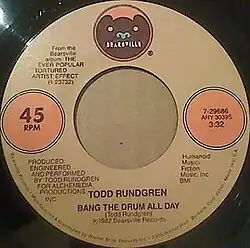 BEARSVILLE
From the
Bearsville
album THE
EVER POPULAR
TORTURED
ARTIST EFFECT
(1-23732)
7-29686
ANY 30395
3:32
45
RPM
PRODUCED,
ENGINEERED
AND PERFORMED
BY TODD RUNDGREN
FOR ALCHEMEDIA
PRODUCTIONS,
INC
Humanoid
Music/
Fiction
Music, Inc
BMI
TODD RUNDGREN
BANG THE DRUM ALL DAY
(Todd Rundgren)
℗1982 Bearsville Records